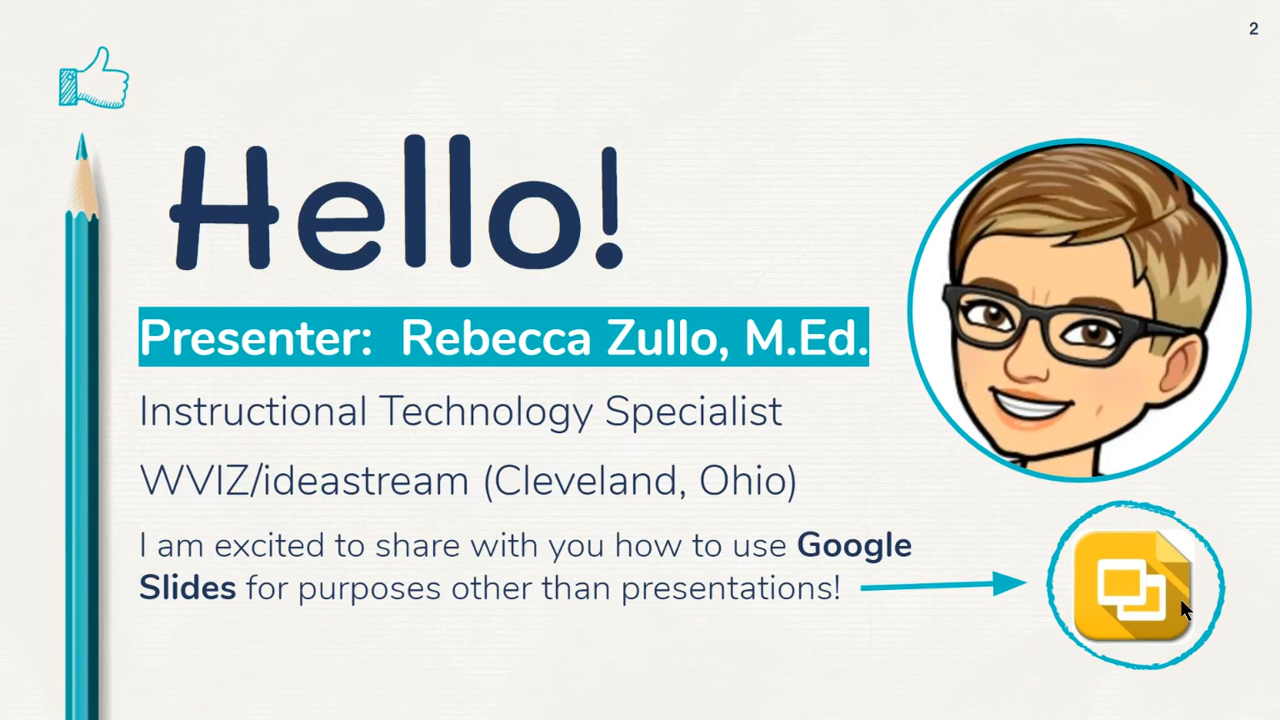 2
Hello!
Presenter: Rebecca Zullo, M.Ed.
Instructional Technology Specialist
WVIZ/ideastream (Cleveland, Ohio)
I am excited to share with you how to use Google
Slides for purposes other than presentations!